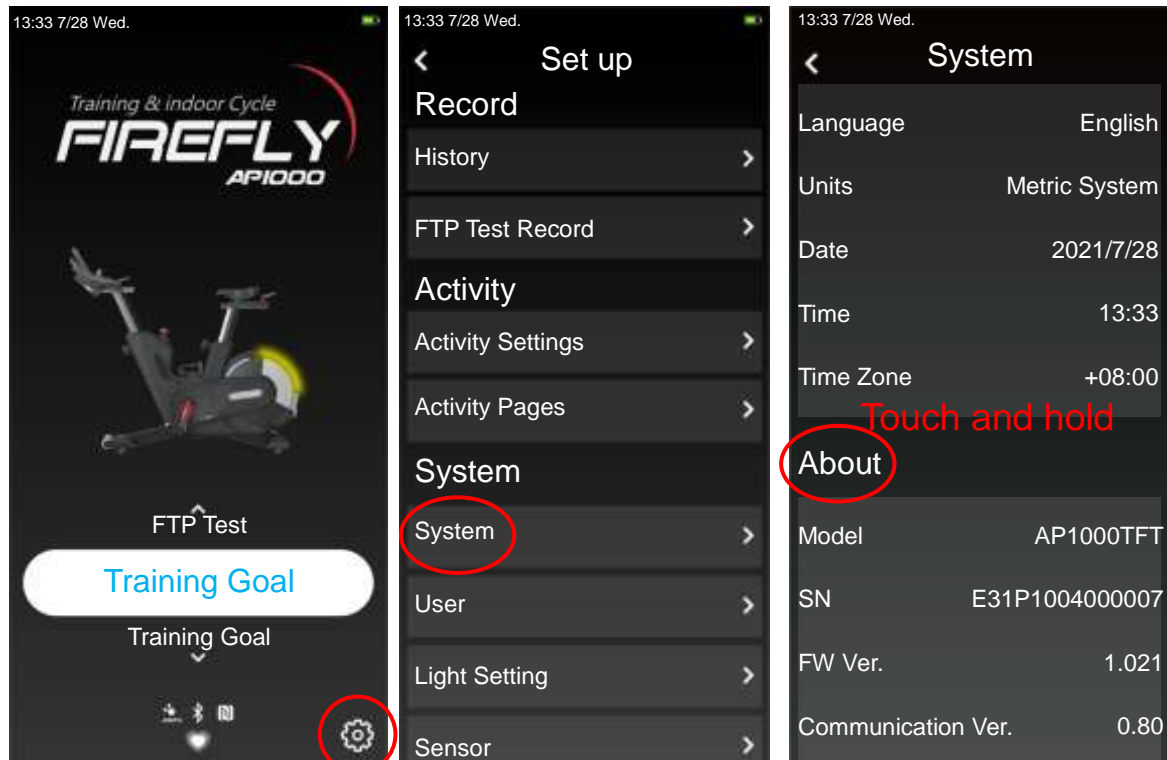 13:33 7/28 Wed.
Training & indoor Cycle
FIREFLY
AP1000
FTP Test
Training Goal
Training Goal
13:33 7/28 Wed.
Set up
Record
History
FTP Test Record
Activity
Activity Settings
Activity Pages
System
System
User
Light Setting
Sensor
13:33 7/28 Wed.
System
Language English
Units Metric System
Date 2021/7/28
Time 13:33
Time Zone +08:00
Touch and hold
About
Model AP1000TFT
SN E31P1004000007
FW Ver. 1.021
Communication Ver. 0.80